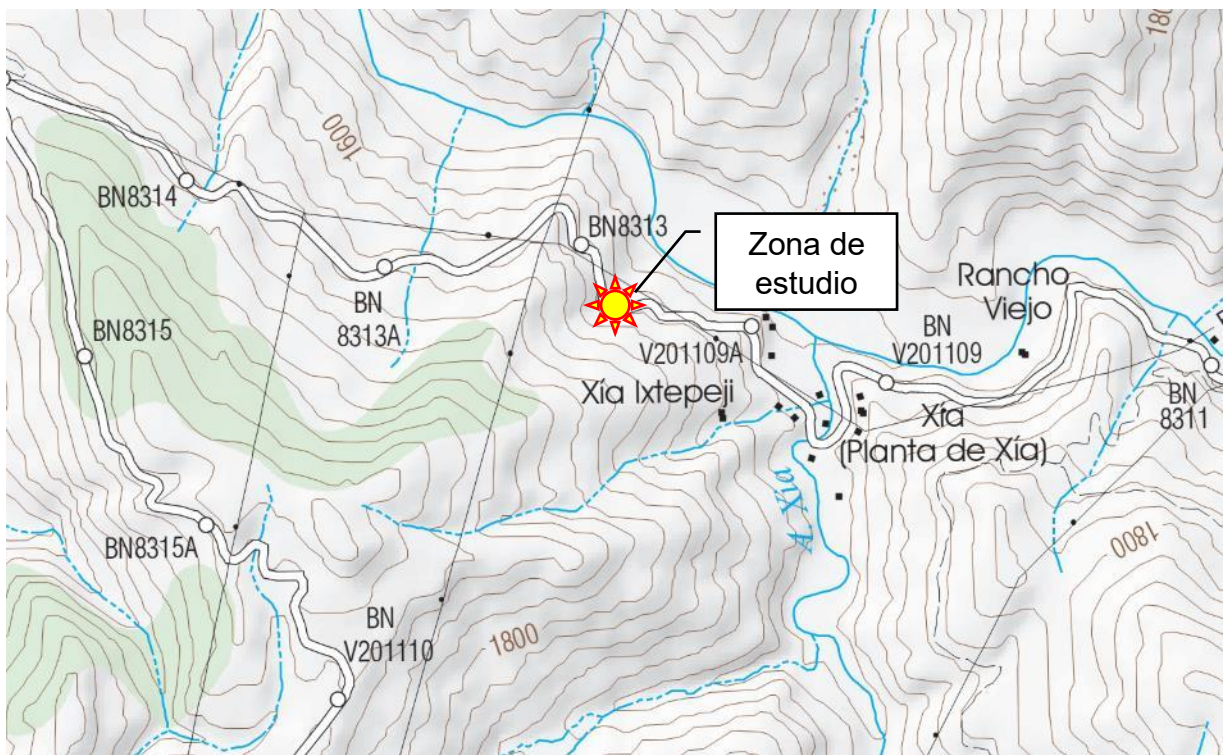 1800
1600
BN8314
BN8313
Zona de
estudio
Rancho
Viejo
BN
8313A
BN8315
V201109A
BN
V201109
Xía Ixtepeji
BN
8311
Xía
(Planta de Xía)
A. Xía
BN8315A
1800
BN
V201110
1800